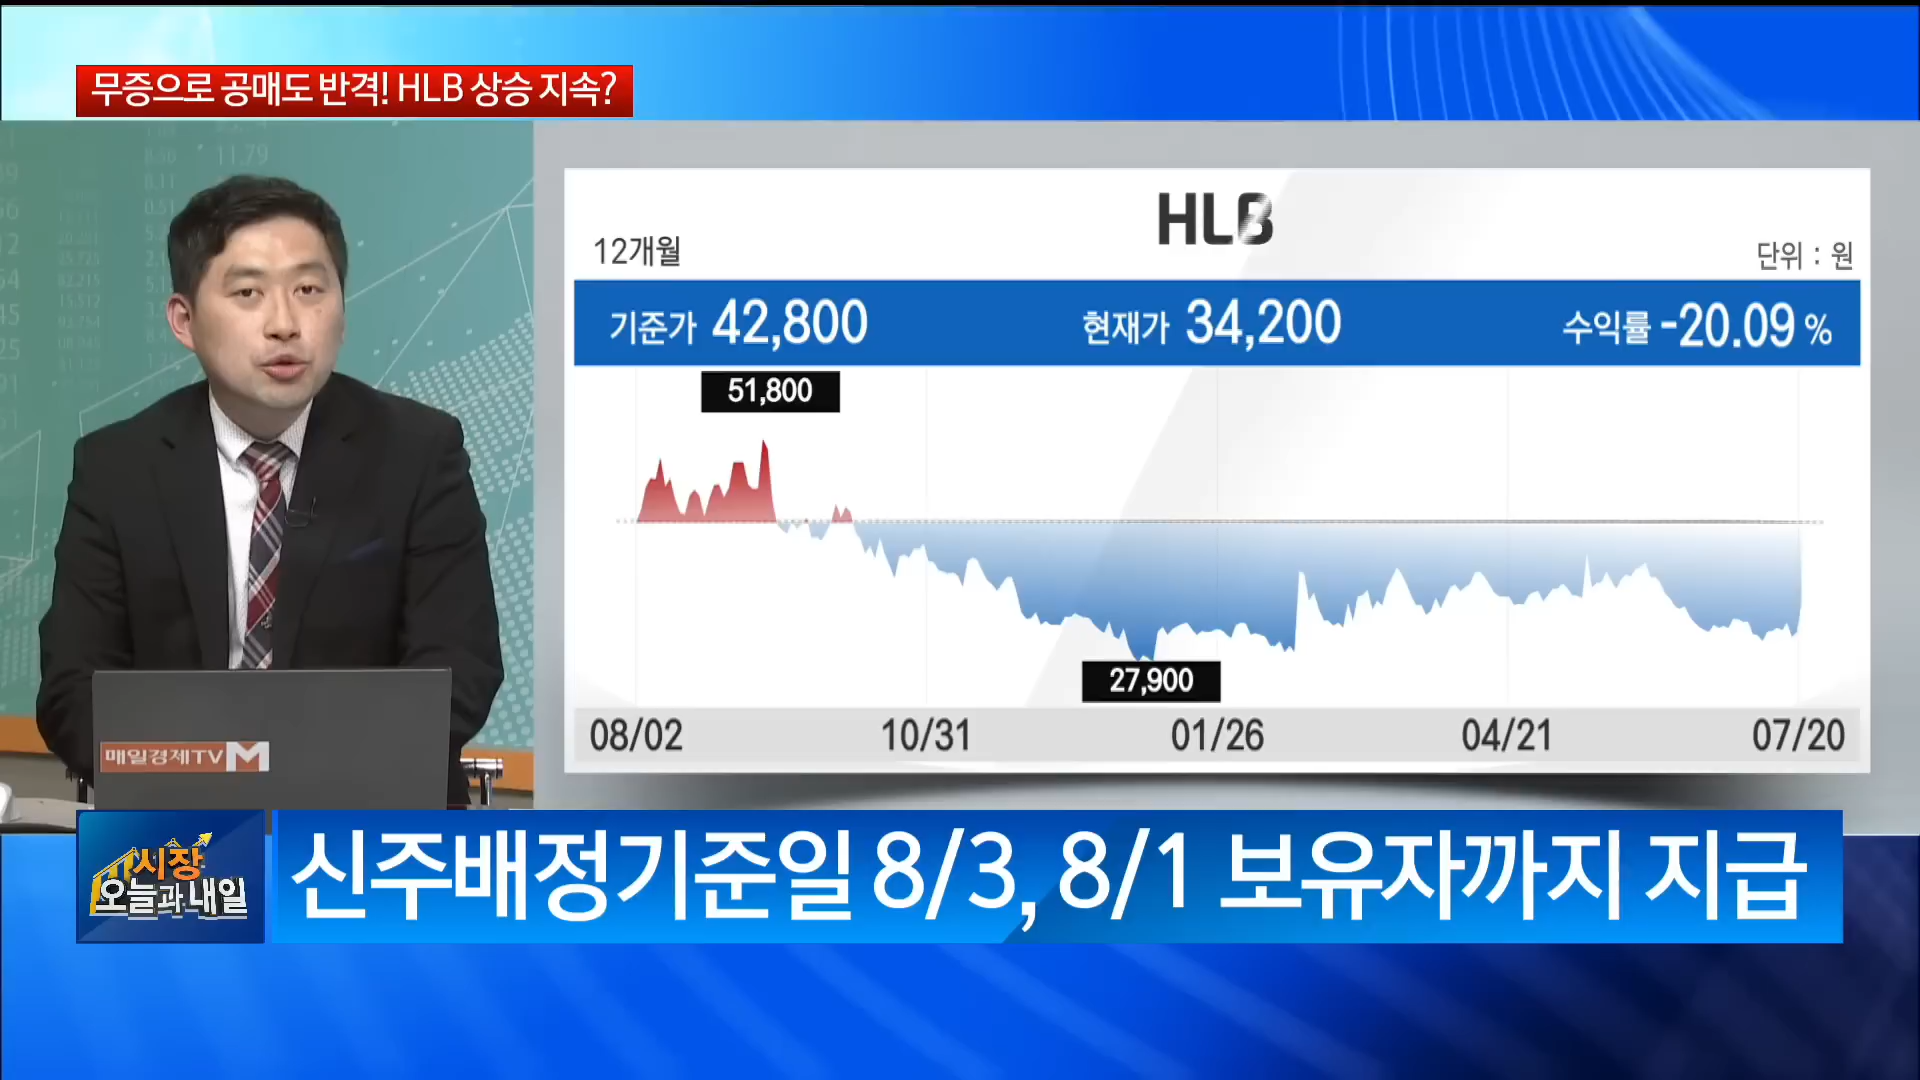 무증으로 공매도 반격! HLB 상승 지속?
11.79
HLB
12개월
단위 : 원
기준가 42,800
현재가 34,200
수익률 -20.09 %
51,800
27,900
08/02
10/31
01/26
04/21
07/20
매일경제TV M
시장
오늘과 내일
신주배정기준일 8/3, 8/1 보유자까지 지급